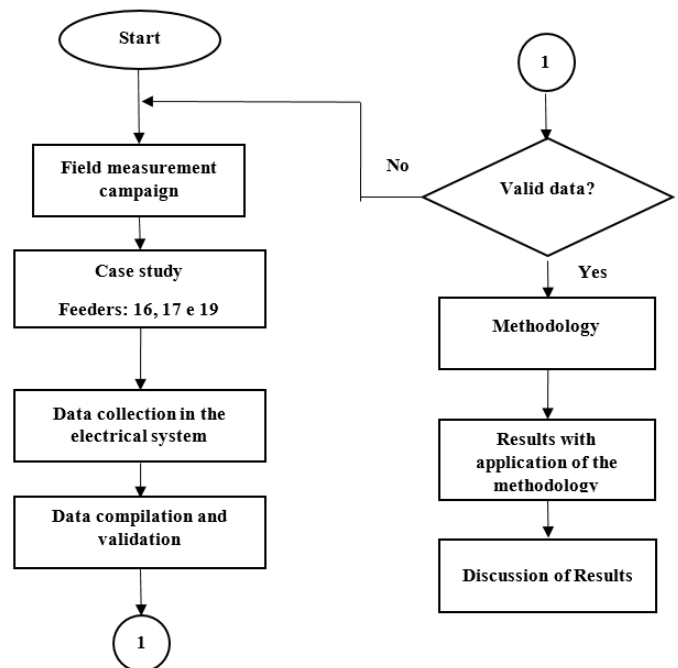 Start
Field measurement
campaign
Case study
Feeders: 16, 17 e 19
Data collection in the
electrical system
Data compilation and
validation
1
1
Valid data?
No
Yes
Methodology
Results with
application of the
methodology
Discussion of Results